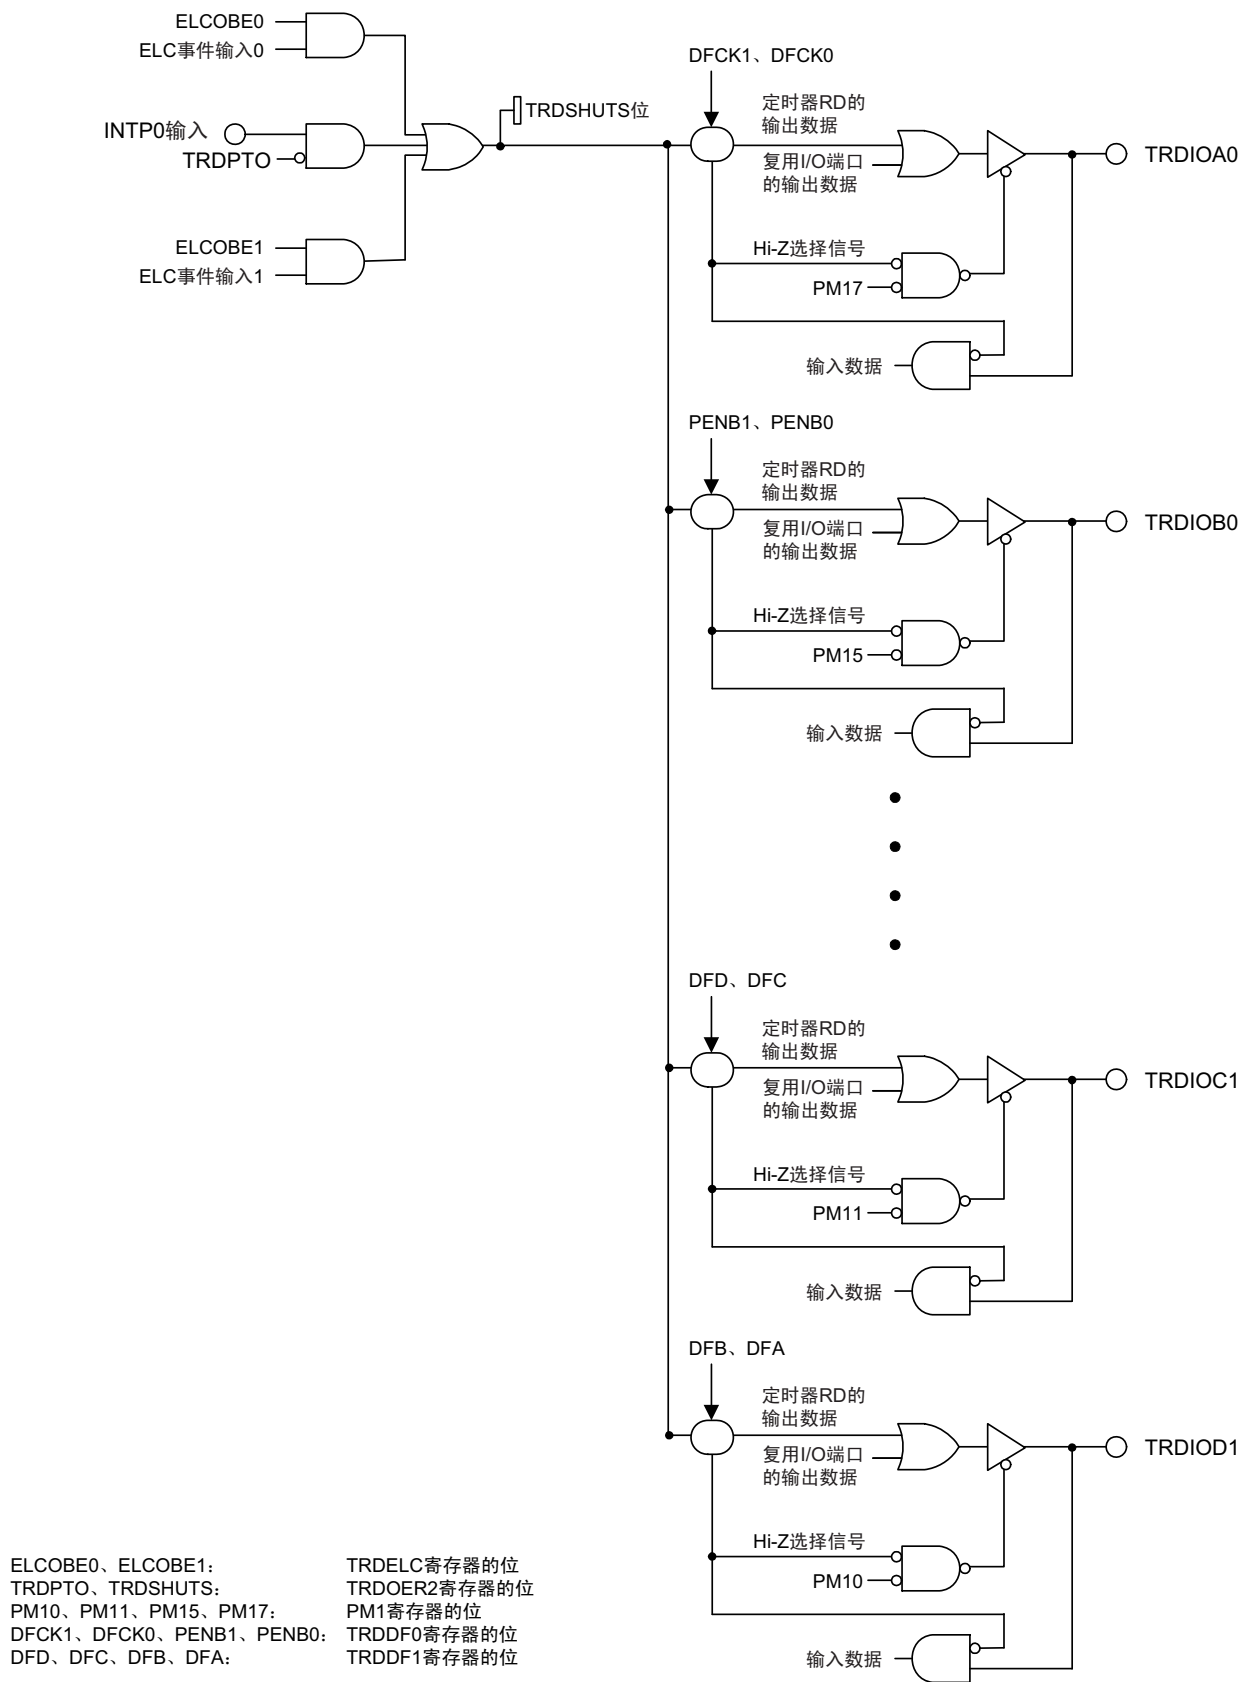 ELCOBE0
ELC事件输入0
INTP0输入
TRDPTO
ELCOBE1
ELC事件输入1
TRDSHUTS位
DFCK1、DFCK0
定时器RD的
输出数据
复用I/O端口
的输出数据
TRDIOA0
Hi-Z选择信号
PM17
输入数据
PENB1、PENB0
定时器RD的
输出数据
复用I/O端口
的输出数据
TRDIOB0
Hi-Z选择信号
PM15
输入数据
DFD、DFC
定时器RD的
输出数据
复用I/O端口
的输出数据
TRDIOC1
Hi-Z选择信号
PM11
输入数据
DFB、DFA
定时器RD的
输出数据
复用I/O端口
的输出数据
TRDIOD1
Hi-Z选择信号
PM10
输入数据
ELCOBE0、ELCOBE1: TRDELC寄存器的位
TRDPTO、TRDSHUTS: TRDOER2寄存器的位
PM10、PM11、PM15、PM17: PM1寄存器的位
DFCK1、DFCK0、PENB1、PENB0: TRDDF0寄存器的位
DFD、DFC、DFB、DFA: TRDDF1寄存器的位